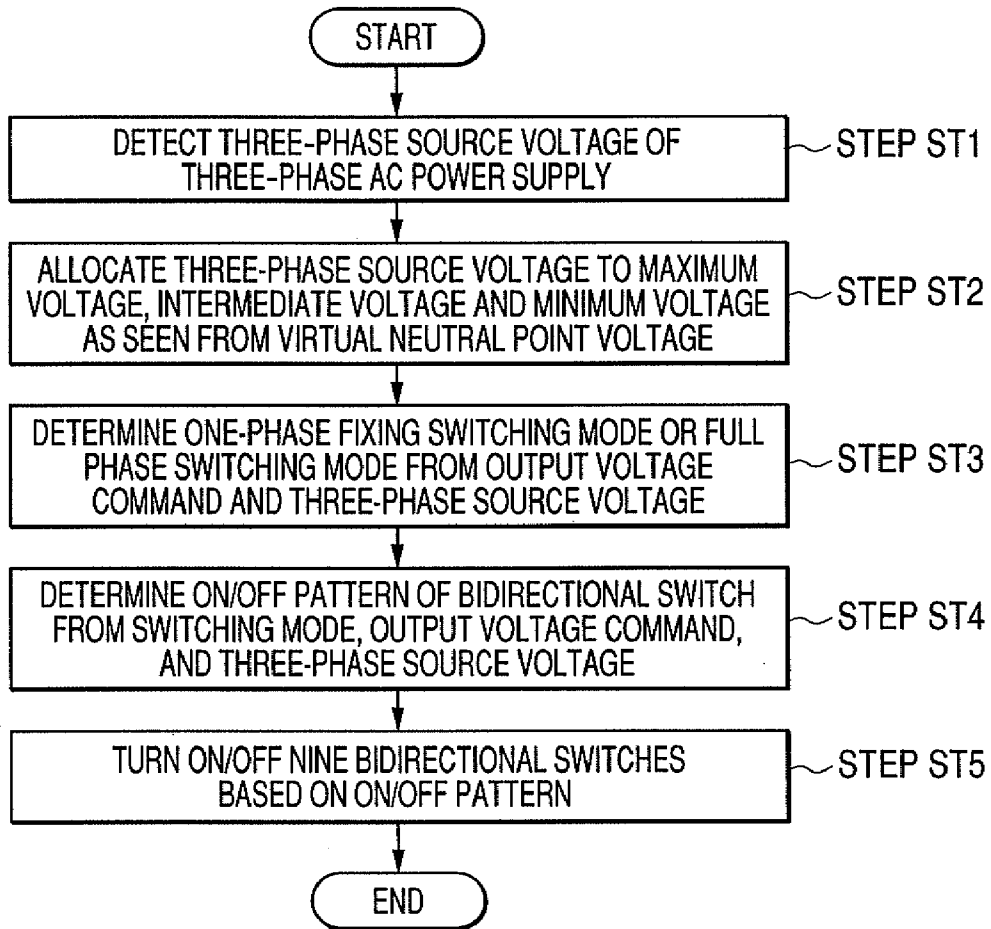 START
DETECT THREE-PHASE SOURCE VOLTAGE OF
THREE-PHASE AC POWER SUPPLY
STEP ST1
ALLOCATE THREE-PHASE SOURCE VOLTAGE TO MAXIMUM
VOLTAGE, INTERMEDIATE VOLTAGE AND MINIMUM VOLTAGE
AS SEEN FROM VIRTUAL NEUTRAL POINT VOLTAGE
STEP ST2
DETERMINE ONE-PHASE FIXING SWITCHING MODE OR FULL
PHASE SWITCHING MODE FROM OUTPUT VOLTAGE
COMMAND AND THREE-PHASE SOURCE VOLTAGE
STEP ST3
DETERMINE ON/OFF PATTERN OF BIDIRECTIONAL SWITCH
FROM SWITCHING MODE, OUTPUT VOLTAGE COMMAND,
AND THREE-PHASE SOURCE VOLTAGE
STEP ST4
TURN ON/OFF NINE BIDIRECTIONAL SWITCHES
BASED ON ON/OFF PATTERN
STEP ST5
END